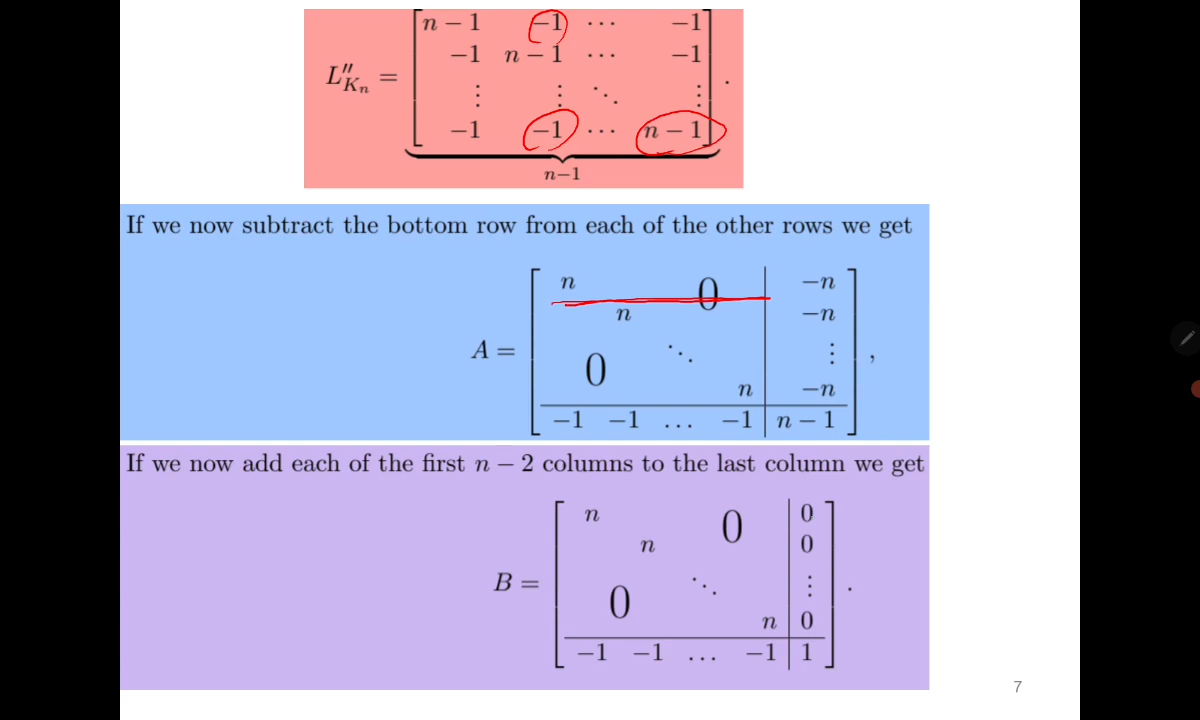 n − 1 −1 ⋯ −1
−1 n − 1 ⋯ −1
L″Kn =
⋮ ⋮ ⋱ ⋮ .
−1 −1 ⋯ n − 1
n−1
If we now subtract the bottom row from each of the other rows we get
n 0 −n
n −n
A = ⋱ ⋮ ,
0
n −n
−1 −1 … −1 n − 1
If we now add each of the first n − 2 columns to the last column we get
n 0 0
n 0
B = ⋱ ⋮ .
0
n 0
−1 −1 … −1 1
7